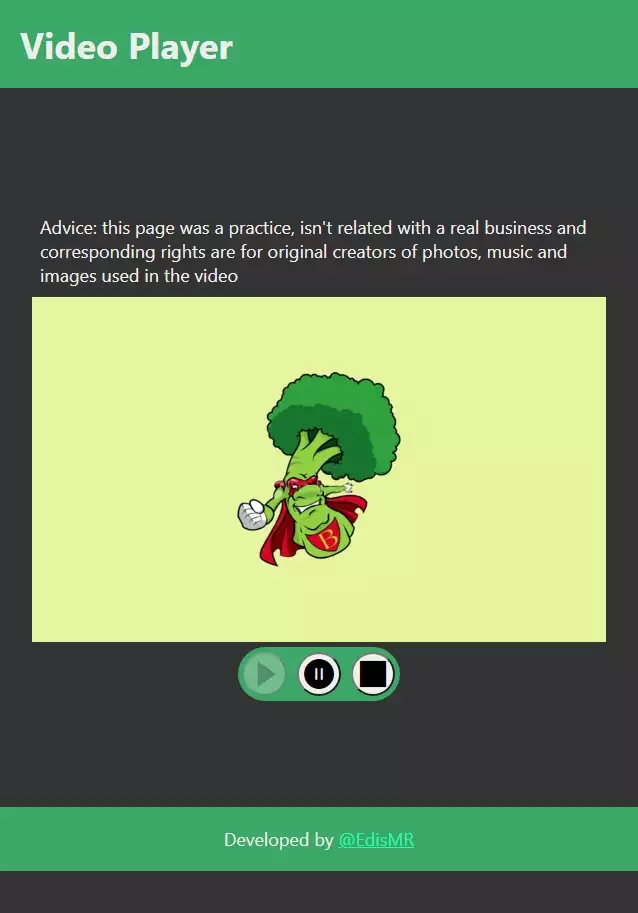 Video Player
Advice: this page was a practice, isn't related with a real business and
corresponding rights are for original creators of photos, music and
images used in the video
B
Developed by @EdisMR